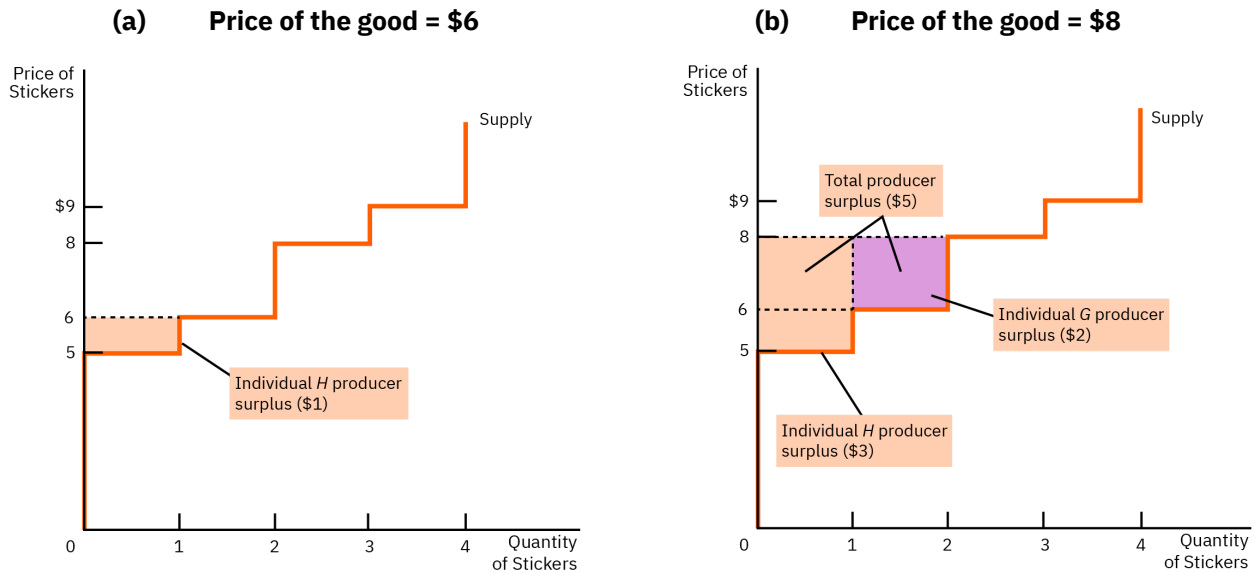 (a) Price of the good = $6
Price of
Stickers
Supply
$9
8
6
5
Individual H producer
surplus ($1)
0 1 2 3 4
Quantity
of Stickers
(b) Price of the good = $8
Price of
Stickers
Supply
Total producer
surplus ($5)
$9
8
6
Individual G producer
surplus ($2)
5
Individual H producer
surplus ($3)
0 1 2 3 4
Quantity
of Stickers